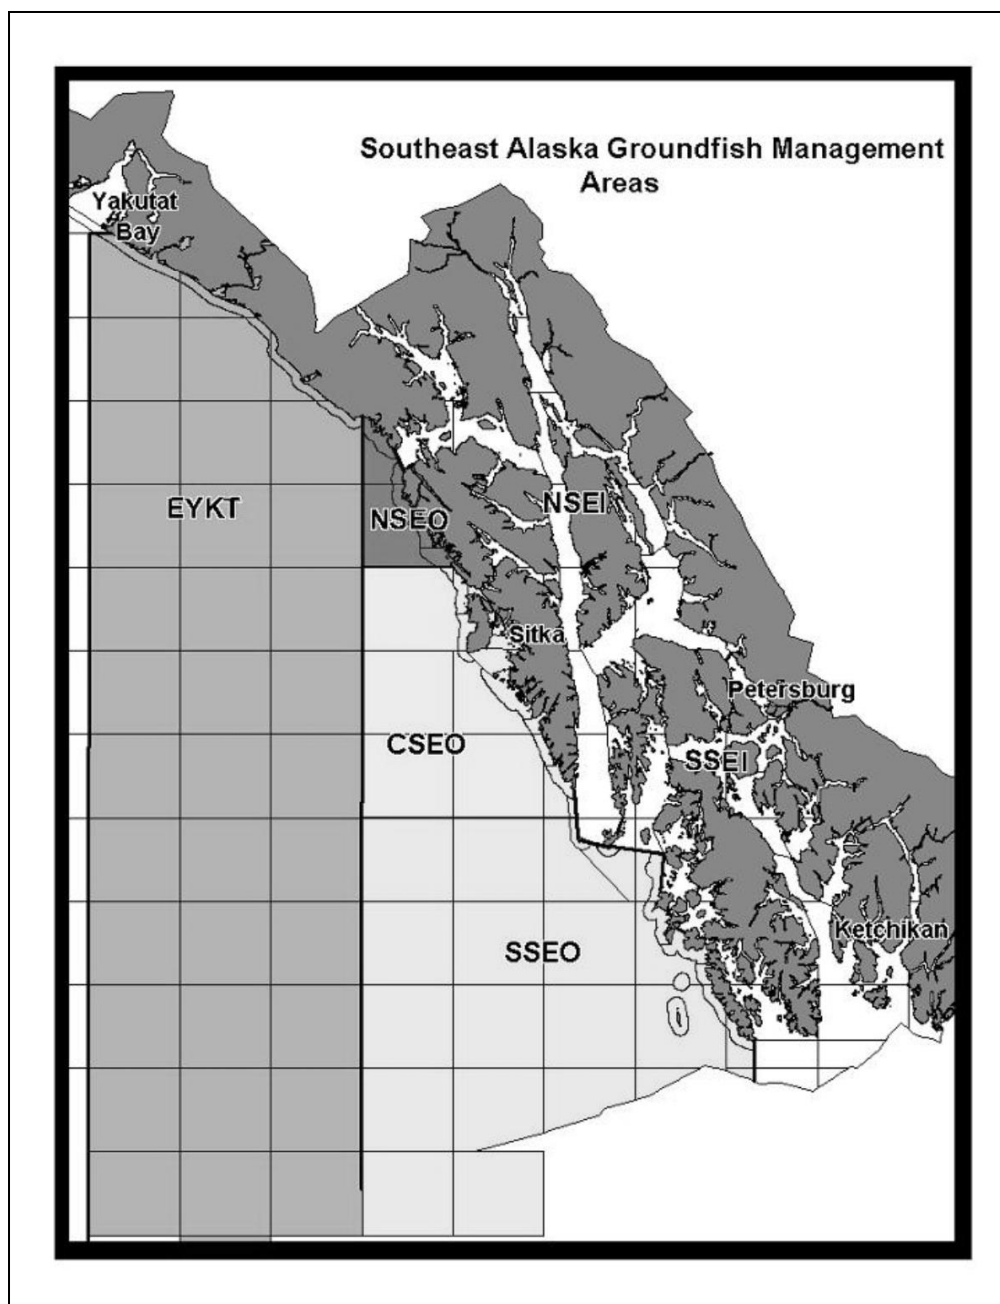 Southeast Alaska Groundfish Management
Areas
Yakutat
Bay
EYKT
NSEO
NSEI
Sitka
Petersburg
CSEO
SSEI
Ketchikan
SSEO